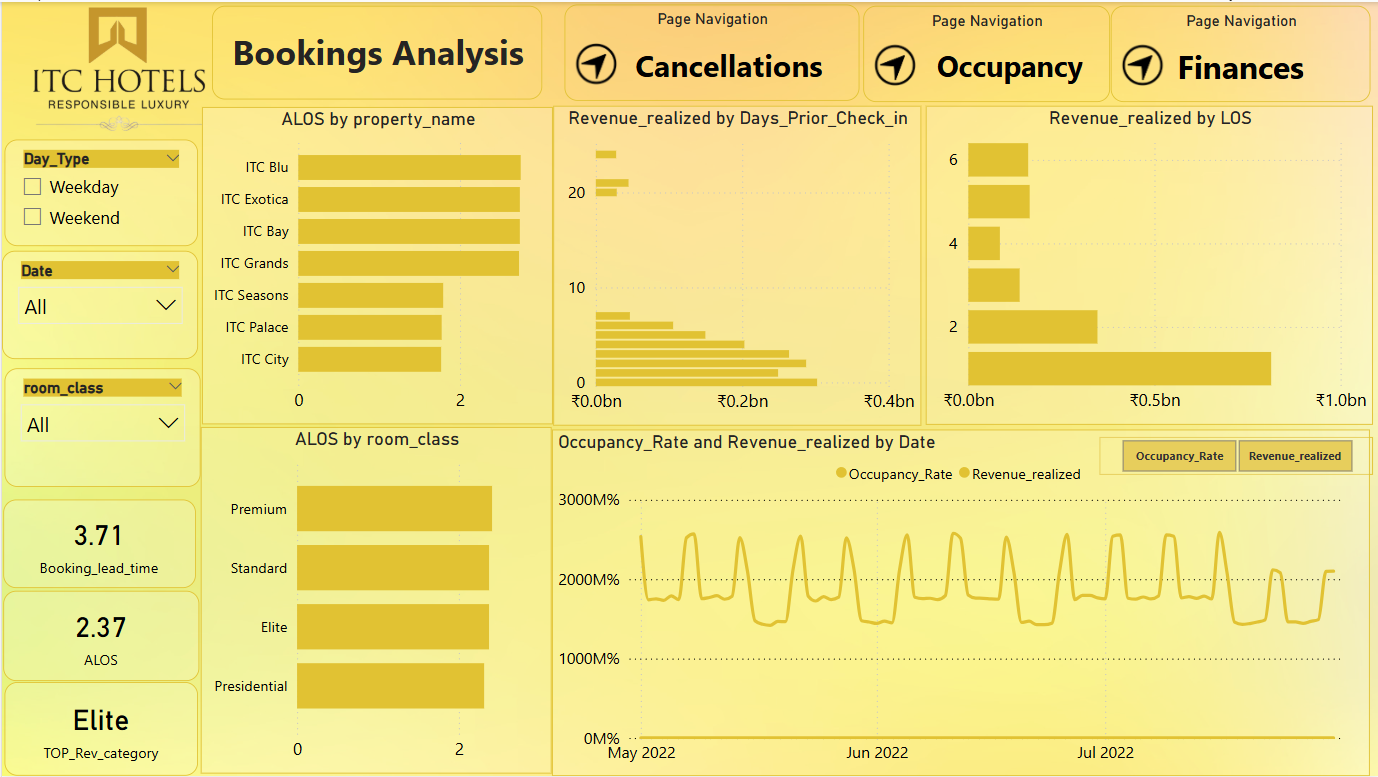 ITC HOTELS
RESPONSIBLE LUXURY
Bookings Analysis
Page Navigation
Cancellations
Page Navigation
Occupancy
Page Navigation
Finances
Day_Type
Weekday
Weekend
Date
All
room_class
All
3.71
Booking_lead_time
2.37
ALOS
Elite
TOP_Rev_category
ALOS by property_name
ITC Blu
ITC Exotica
ITC Bay
ITC Grands
ITC Seasons
ITC Palace
ITC City
0 2
Revenue_realized by Days_Prior_Check_in
20
10
0
₹0.0bn ₹0.2bn ₹0.4bn
Revenue_realized by LOS
6
4
2
₹0.0bn ₹0.5bn ₹1.0bn
ALOS by room_class
Premium
Standard
Elite
Presidential
0 2
Occupancy_Rate and Revenue_realized by Date
Occupancy_Rate Revenue_realized
Occupancy_Rate Revenue_realized
3000M%
2000M%
1000M%
0M%
May 2022 Jun 2022 Jul 2022